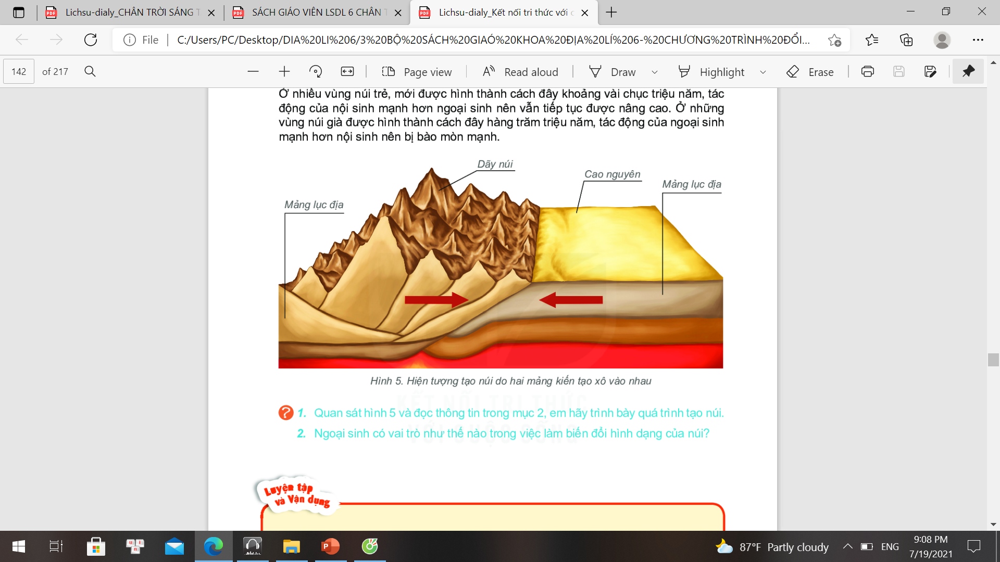 Lichsu-dialy_CHÂN TRỜI SÁNG T
SÁCH GIÁO VIÊN LSDL 6 CHÂN T
Lichsu-dialy_Kết nối tri thức với c
File
C:/Users/PC/Desktop/DIA%20LI%206/3%20BỘ%20SÁCH%20GIAÓ%20KHOA%20ĐỊA%20LÍ%206-%20CHƯƠNG%20TRÌNH%20ĐỔI...
142 of 217
Page view
Read aloud
Draw
Highlight
Erase
Ở nhiều vùng núi trẻ, mới được hình thành cách đây khoảng vài chục triệu năm, tác
động của nội sinh mạnh hơn ngoại sinh nên vẫn tiếp tục được nâng cao. Ở những
vùng núi già được hình thành cách đây hàng trăm triệu năm, tác động của ngoại sinh
mạnh hơn nội sinh nên bị bào mòn mạnh.
Dãy núi
Cao nguyên
Mảng lục địa
Mảng lục địa
Hình 5. Hiện tượng tạo núi do hai mảng kiến tạo xô vào nhau
KẾT NỐI TRI THỨC
VỚI CUỘC SỐNG
? 1. Quan sát hình 5 và đọc thông tin trong mục 2, em hãy trình bày quá trình tạo núi.
2. Ngoại sinh có vai trò như thế nào trong việc làm biến đổi hình dạng của núi?
Luyện tập
và Vận dụng
87°F Partly cloudy
ENG
9:08 PM
7/19/2021